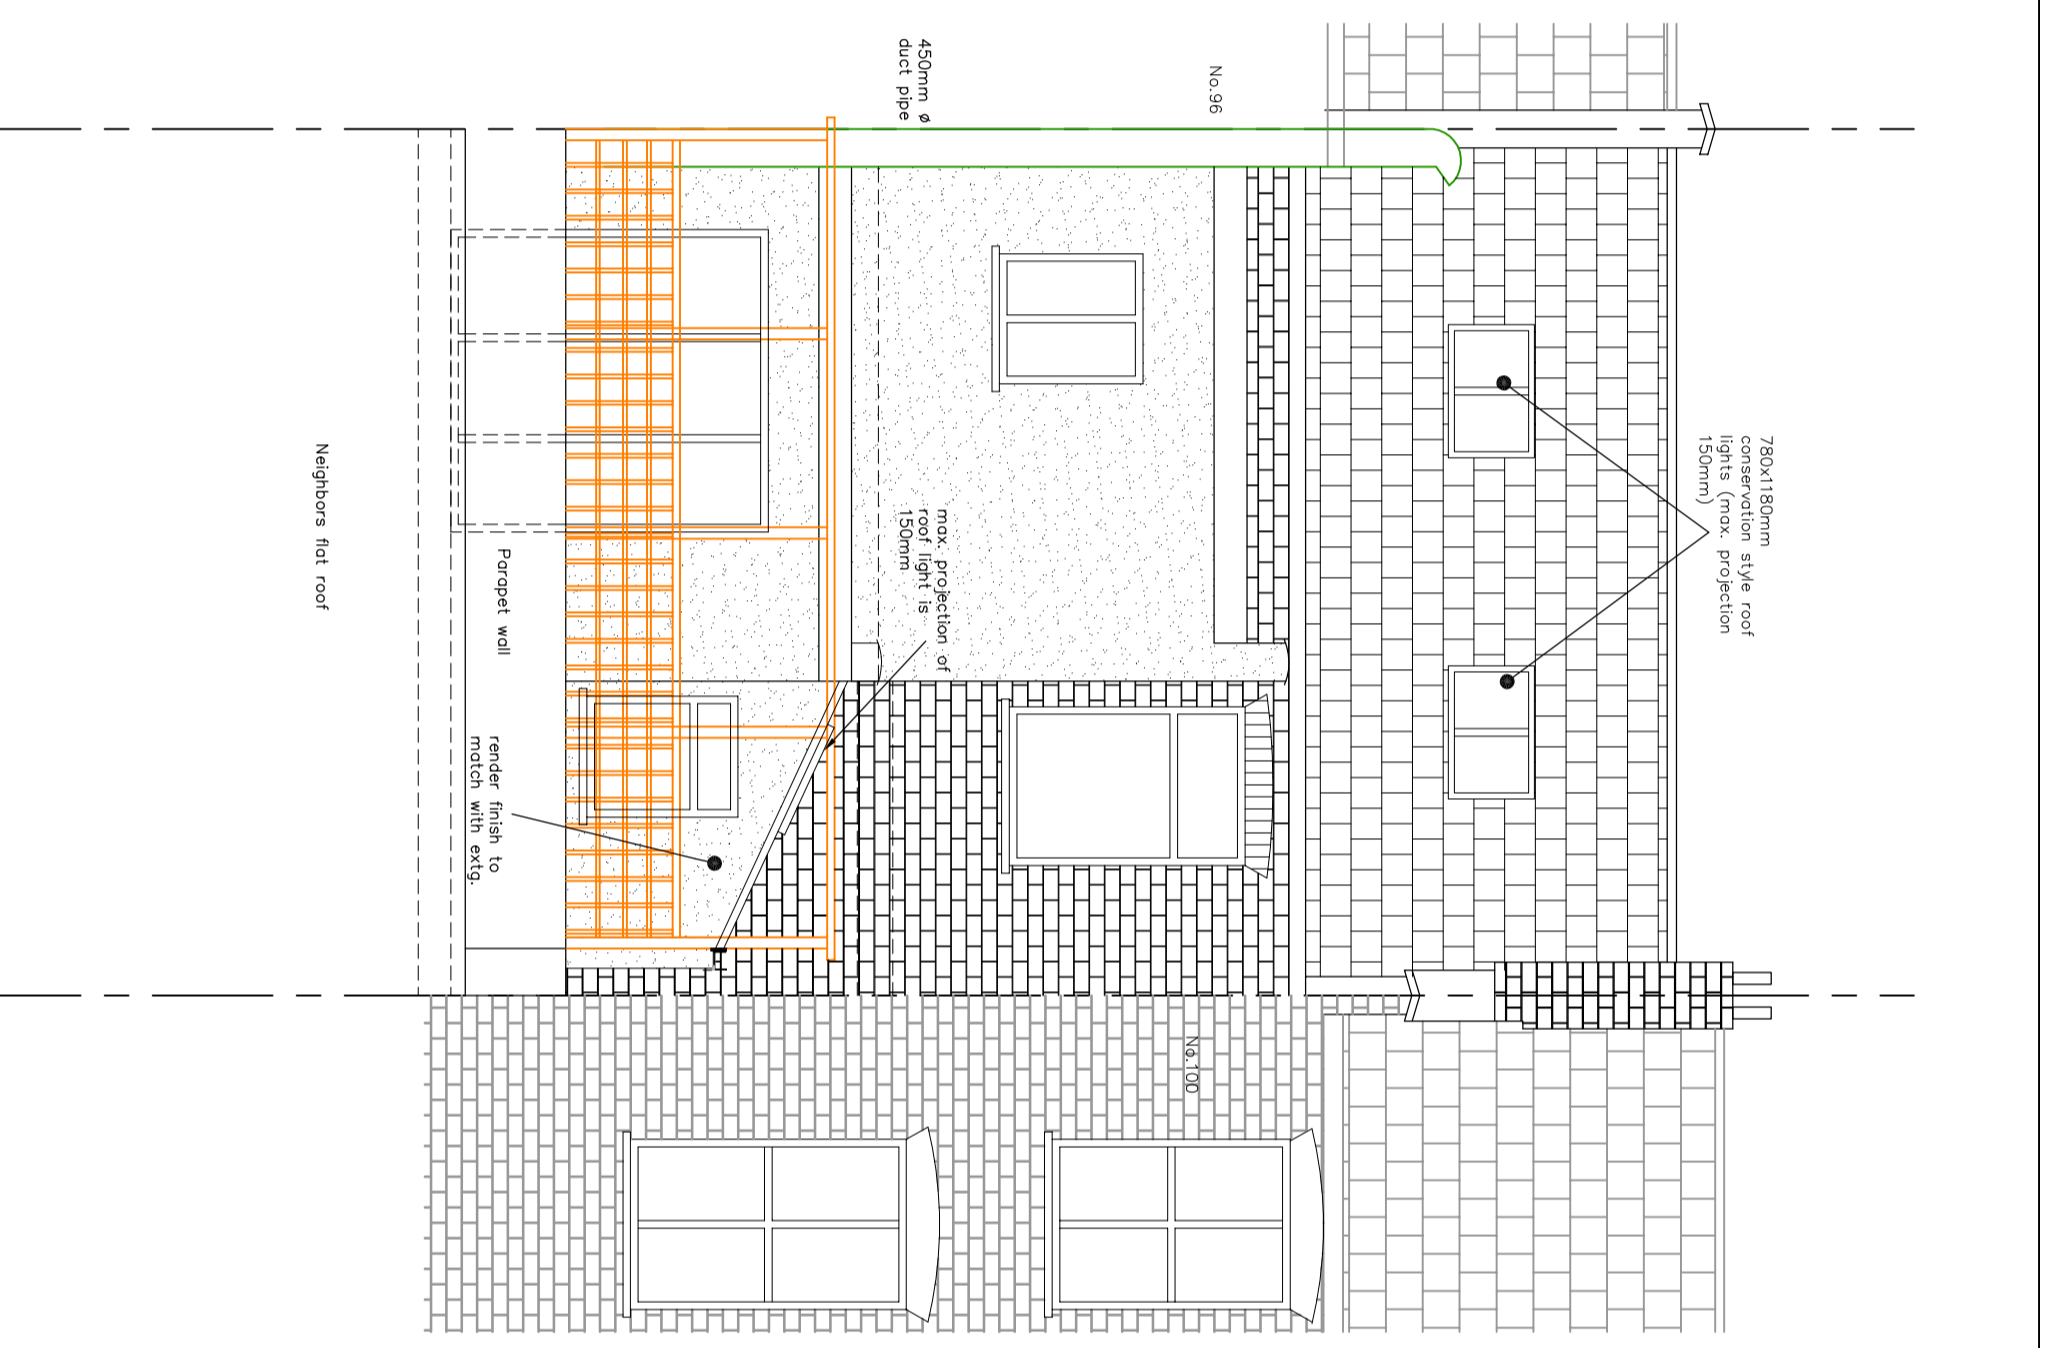 780x1180mm
conservation style roof
lights (max. projection
150mm)
No.96
450mm ø
duct pipe
max. projection of
roof light is
150mm
No.100
Parapet wall
render finish to
match with extg.
Neighbors flat roof